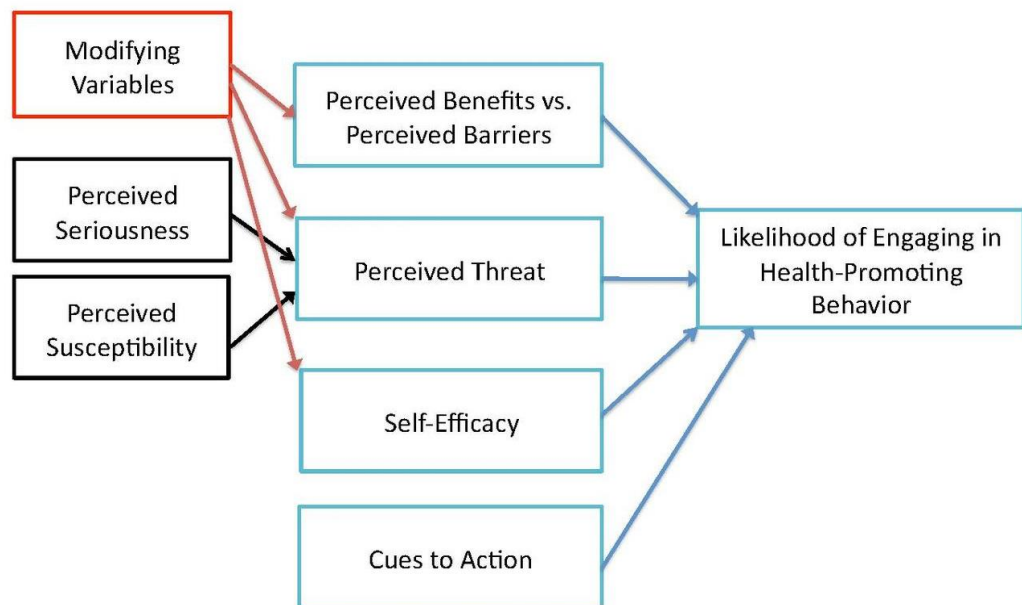 Modifying
Variables
Perceived
Seriousness
Perceived
Susceptibility
Perceived Benefits vs.
Perceived Barriers
Perceived Threat
Self-Efficacy
Cues to Action
Likelihood of Engaging in
Health-Promoting
Behavior